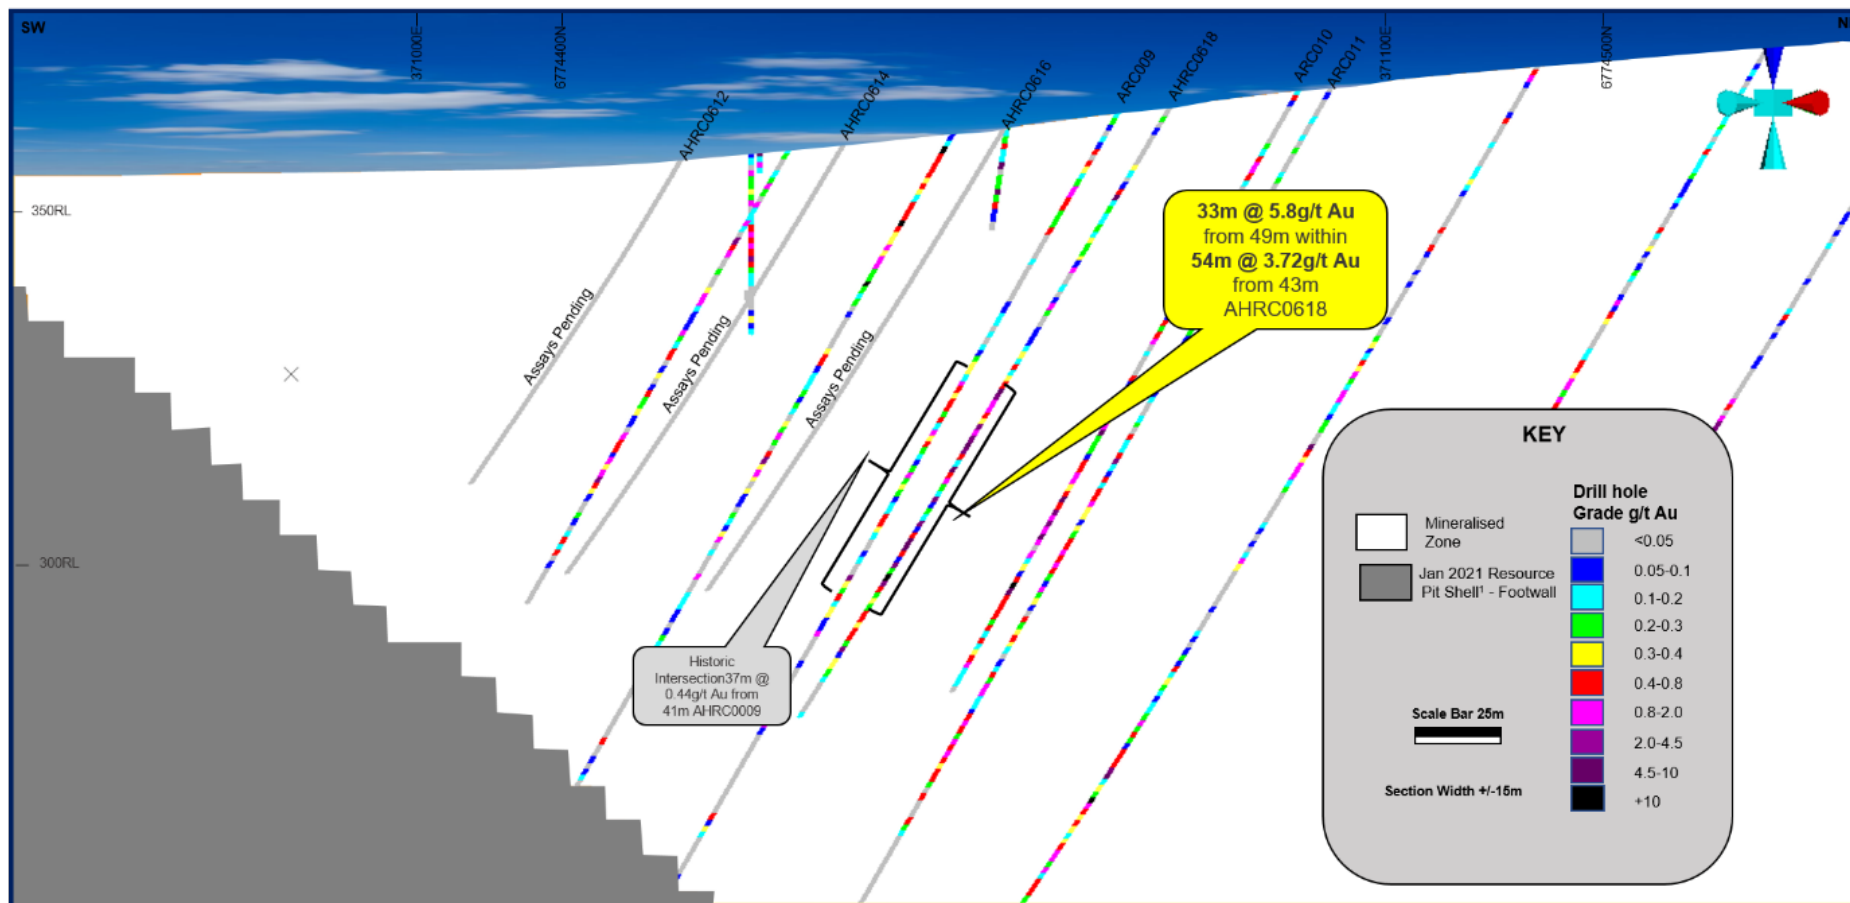 SW
N
371000E
6774400N
371100E
6774500N
AHRC0612
AHRC0614
AHRC0616
ARC009
AHRC0618
ARC010
ARC011
350RL
300RL
Assays Pending
Assays Pending
Assays Pending
33m @ 5.8g/t Au
from 49m within
54m @ 3.72g/t Au
from 43m
AHRC0618
Historic
Intersection37m @
0.44g/t Au from
41m AHRC0009
KEY
Mineralised
Zone
Jan 2021 Resource
Pit Shell¹ - Footwall
Scale Bar 25m
Section Width +/-15m
Drill hole
Grade g/t Au
<0.05
0.05-0.1
0.1-0.2
0.2-0.3
0.3-0.4
0.4-0.8
0.8-2.0
2.0-4.5
4.5-10
+10